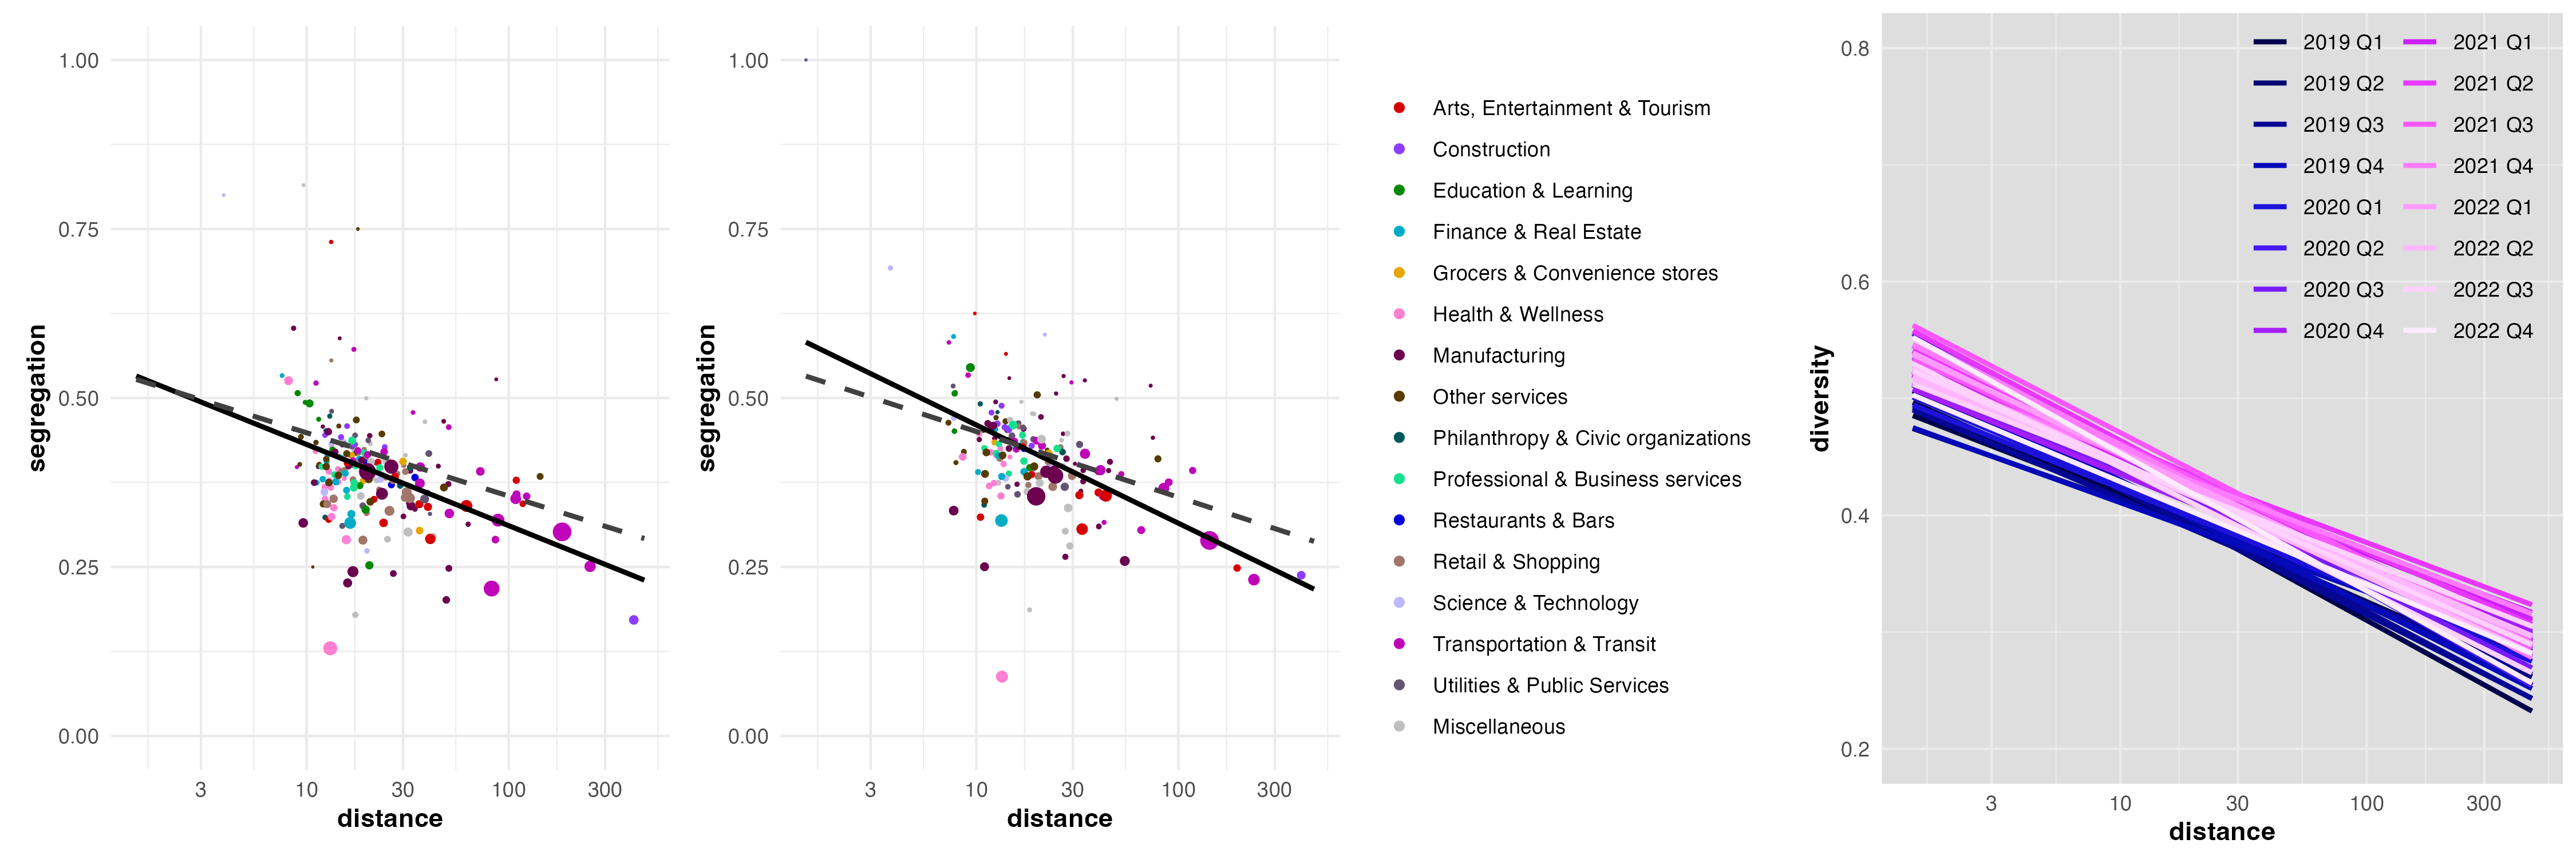 segregation
1.00
0.75
0.50
0.25
0.00
3
10
30
100
300
distance
segregation
1.00
0.75
0.50
0.25
0.00
3
10
30
100
300
distance
Arts, Entertainment & Tourism
Construction
Education & Learning
Finance & Real Estate
Grocers & Convenience stores
Health & Wellness
Manufacturing
Other services
Philanthropy & Civic organizations
Professional & Business services
Restaurants & Bars
Retail & Shopping
Science & Technology
Transportation & Transit
Utilities & Public Services
Miscellaneous
diversity
0.8
0.6
0.4
0.2
2019 Q1
2019 Q2
2019 Q3
2019 Q4
2020 Q1
2020 Q2
2020 Q3
2020 Q4
2021 Q1
2021 Q2
2021 Q3
2021 Q4
2022 Q1
2022 Q2
2022 Q3
2022 Q4
3
10
30
100
300
distance